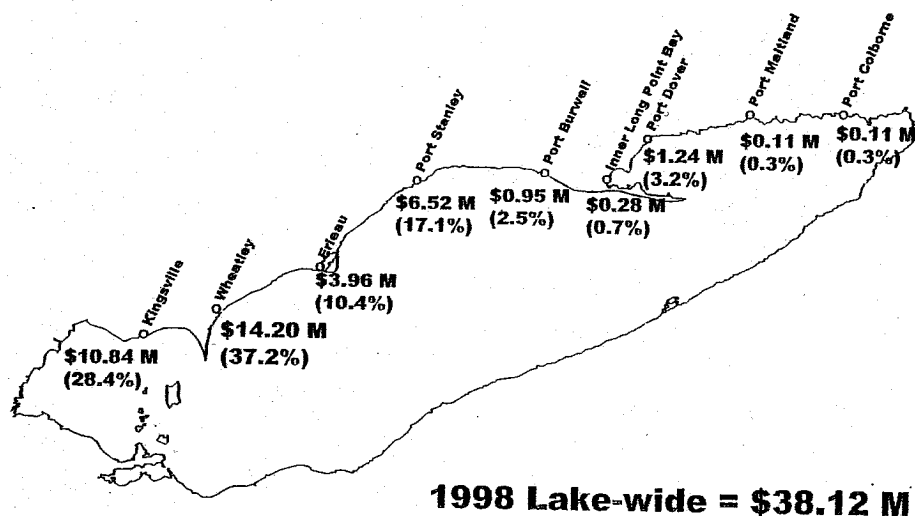 Kingsville
$10.84 M
(28.4%)
Wheatley
$14.20 M
(37.2%)
Erieau
$3.96 M
(10.4%)
Port Stanley
$6.52 M
(17.1%)
Port Burwell
$0.95 M
(2.5%)
Inner Long Point Bay
$0.28 M
(0.7%)
Port Dover
$1.24 M
(3.2%)
Port Maitland
$0.11 M
(0.3%)
Port Colborne
$0.11 M
(0.3%)
1998 Lake-wide = $38.12 M